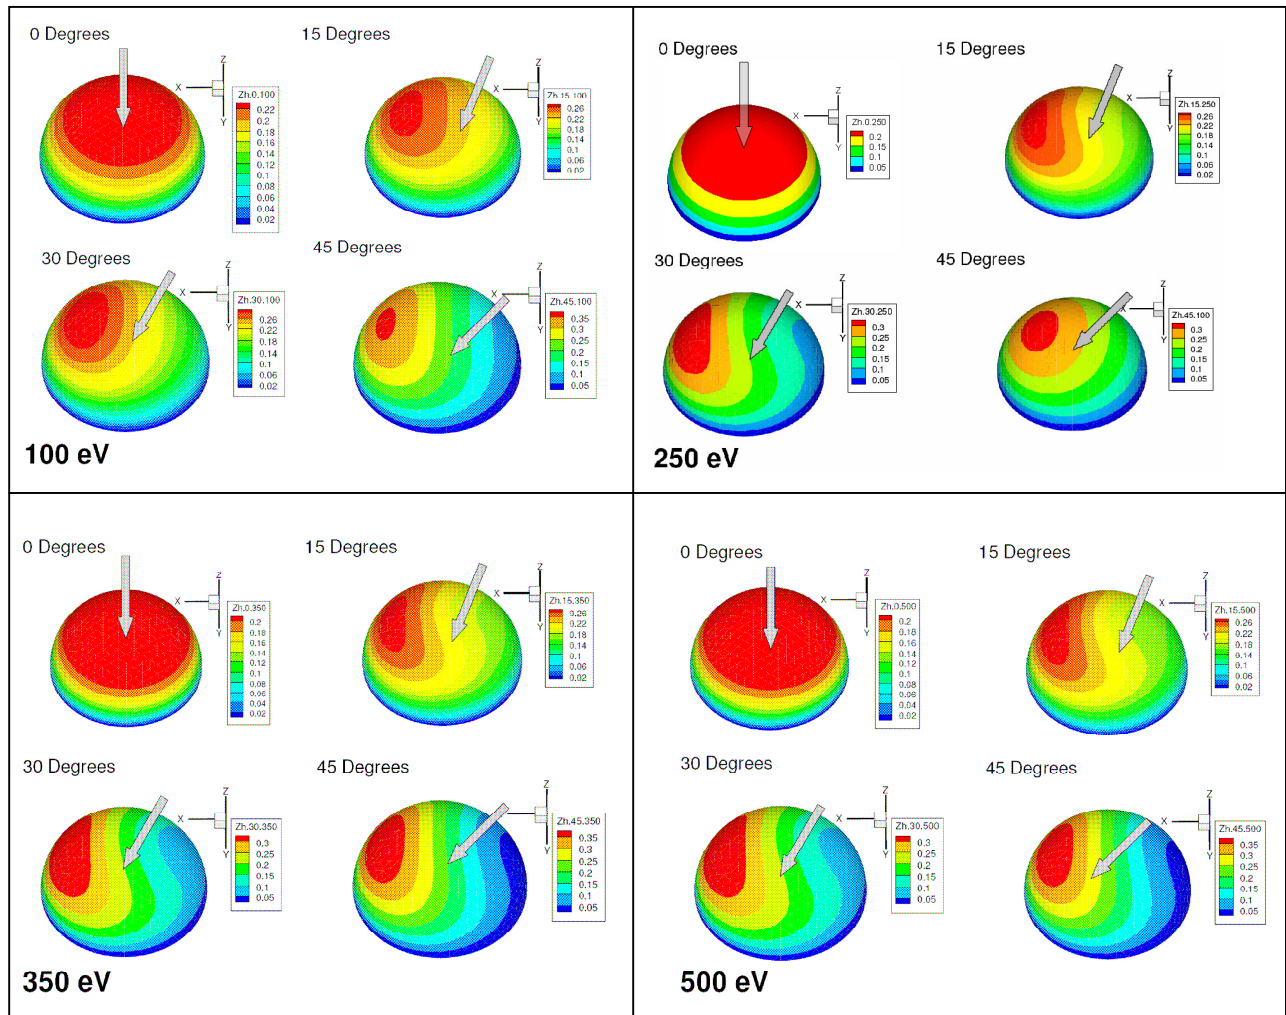 0 Degrees
Z
X
Y
Zh.0.100
0.22
0.2
0.18
0.16
0.14
0.12
0.1
0.08
0.06
0.04
0.02
15 Degrees
Z
X
Y
Zh.15.100
0.26
0.22
0.18
0.14
0.1
0.06
0.02
30 Degrees
Z
X
Y
Zh.30.100
0.26
0.22
0.18
0.14
0.1
0.06
0.02
45 Degrees
Z
X
Y
Zh.45.100
0.35
0.3
0.25
0.2
0.15
0.1
0.05
100 eV
0 Degrees
Z
X
Y
Zh.0.250
0.2
0.15
0.1
0.05
15 Degrees
Z
X
Y
Zh.15.250
0.26
0.22
0.18
0.14
0.1
0.06
0.02
30 Degrees
Z
X
Y
Zh.30.250
0.3
0.25
0.2
0.15
0.1
0.05
45 Degrees
Z
X
Y
Zh.45.100
0.3
0.25
0.2
0.15
0.1
0.05
250 eV
0 Degrees
Z
X
Y
Zh.0.350
0.2
0.18
0.16
0.14
0.12
0.1
0.08
0.06
0.04
0.02
15 Degrees
Z
X
Y
Zh.15.350
0.26
0.22
0.18
0.14
0.1
0.06
0.02
30 Degrees
Z
X
Y
Zh.30.350
0.3
0.25
0.2
0.15
0.1
0.05
45 Degrees
Z
X
Y
Zh.45.350
0.35
0.3
0.25
0.2
0.15
0.1
0.05
350 eV
0 Degrees
Z
X
Y
Zh.0.500
0.2
0.18
0.16
0.14
0.12
0.1
0.08
0.06
0.04
0.02
15 Degrees
Z
X
Y
Zh.15.500
0.26
0.22
0.18
0.14
0.1
0.06
0.02
30 Degrees
Z
X
Y
Zh.30.500
0.3
0.25
0.2
0.15
0.1
0.05
45 Degrees
Z
X
Y
Zh.45.500
0.35
0.3
0.25
0.2
0.15
0.1
0.05
500 eV